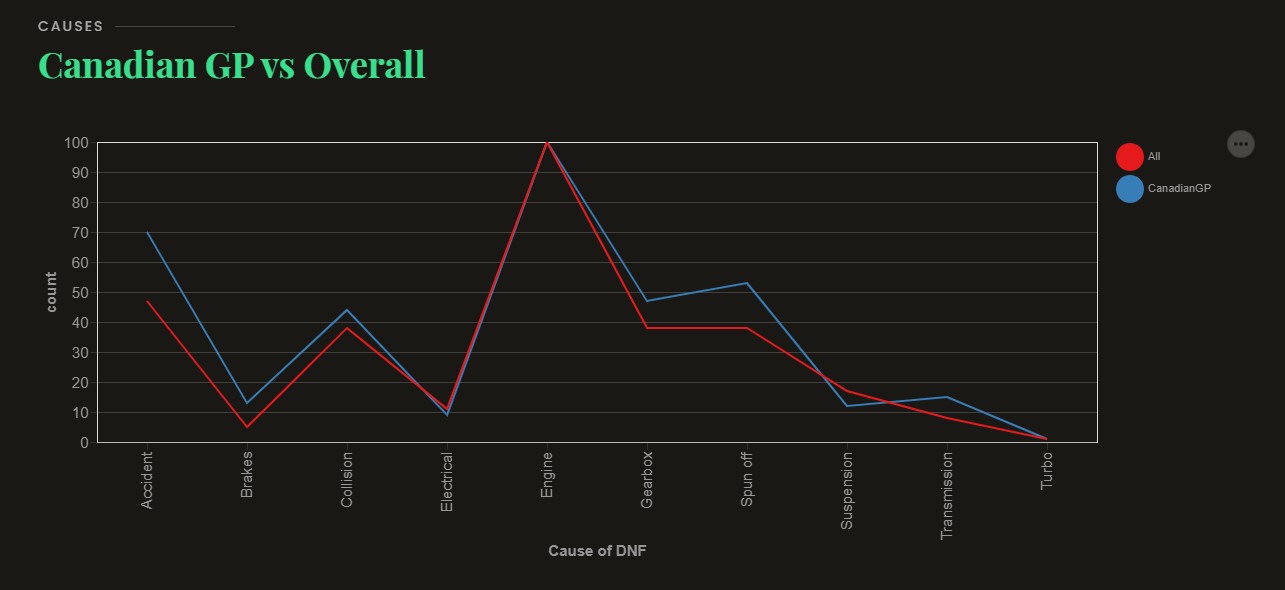 CAUSES
Canadian GP vs Overall
100
90
80
70
60
50
40
30
20
10
0
count
Accident
Brakes
Collision
Electrical
Engine
Gearbox
Spun off
Suspension
Transmission
Turbo
Cause of DNF
All
CanadianGP